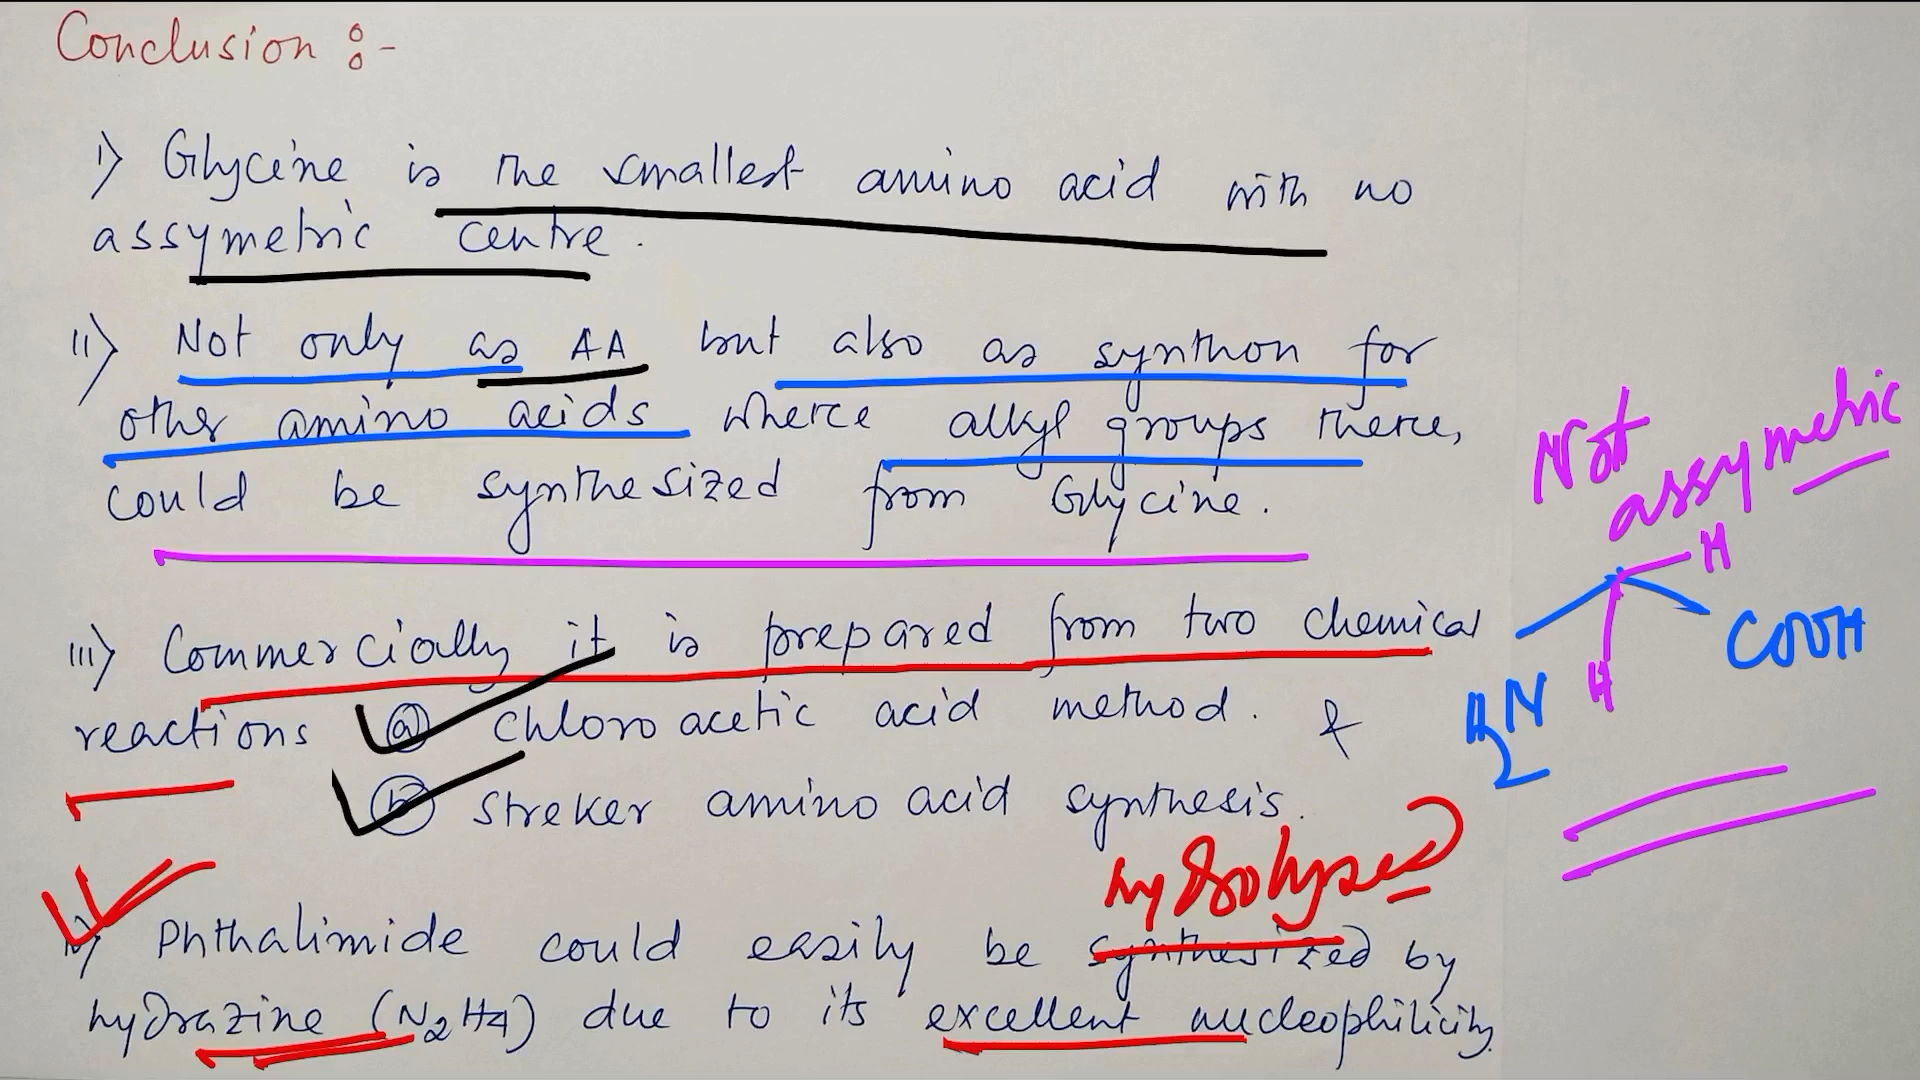 Conclusion :-
i) Glycine is the smallest amino acid with no
assymetric centre.
ii) Not only as AA but also as synthon for
other amino acids wherce alkyl groups therce,
could be synthesized from Glycine.
iii) Commercially it is prepared from two chemical
reactions (a) Chloroacetic acid method. &
(b) Streker amino acid synthesis.
hydrolysed
iv) Phthalimide could easily be synthesized by
hydrazine (N2H4) due to its excellent nucleophilicity.
Not
assymetric
H
COOH
H
H2N